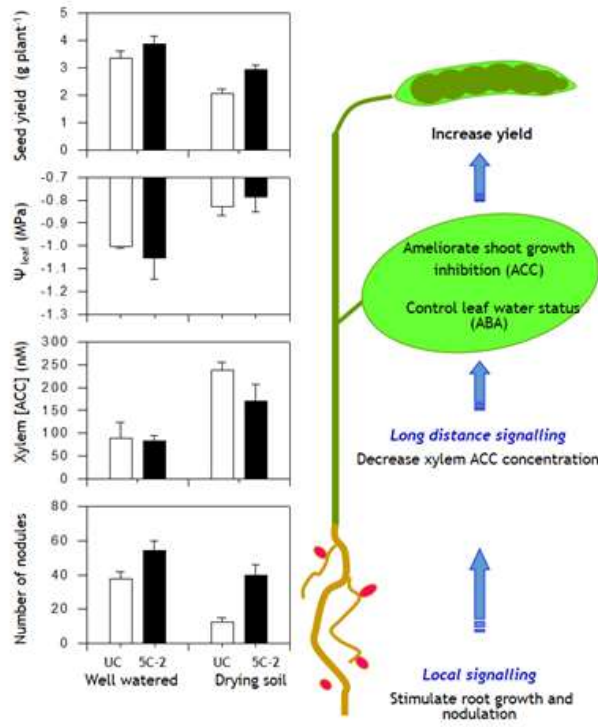 Seed yield (g plant⁻¹)
5
4
3
2
1
0
Ψ leaf (MPa)
-0.7
-0.8
-0.9
-1.0
-1.1
-1.2
-1.3
Xylem [ACC] (nM)
300
250
200
150
100
50
0
Number of nodules
80
60
40
20
0
UC 5C-2 UC 5C-2
Well watered Drying soil
Increase yield
Ameliorate shoot growth
inhibition (ACC)
Control leaf water status
(ABA)
Long distance signalling
Decrease xylem ACC concentration
Local signalling
Stimulate root growth and
nodulation